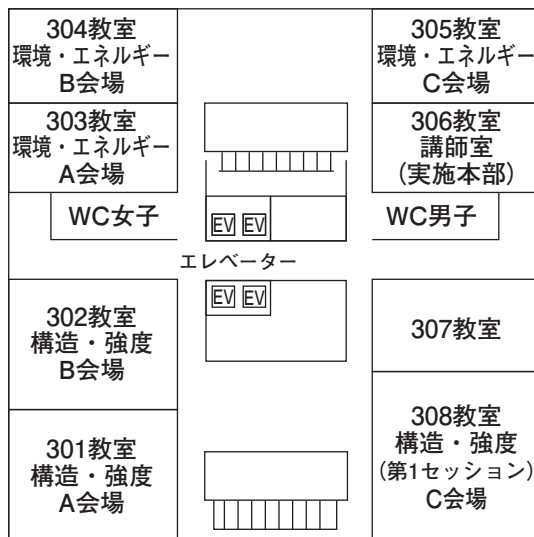 304教室
環境・エネルギー
B会場
305教室
環境・エネルギー
C会場
303教室
環境・エネルギー
A会場
306教室
講師室
(実施本部)
WC女子
EV EV
WC男子
エレベーター
EV EV
302教室
構造・強度
B会場
307教室
301教室
構造・強度
A会場
308教室
構造・強度
(第1セッション)
C会場